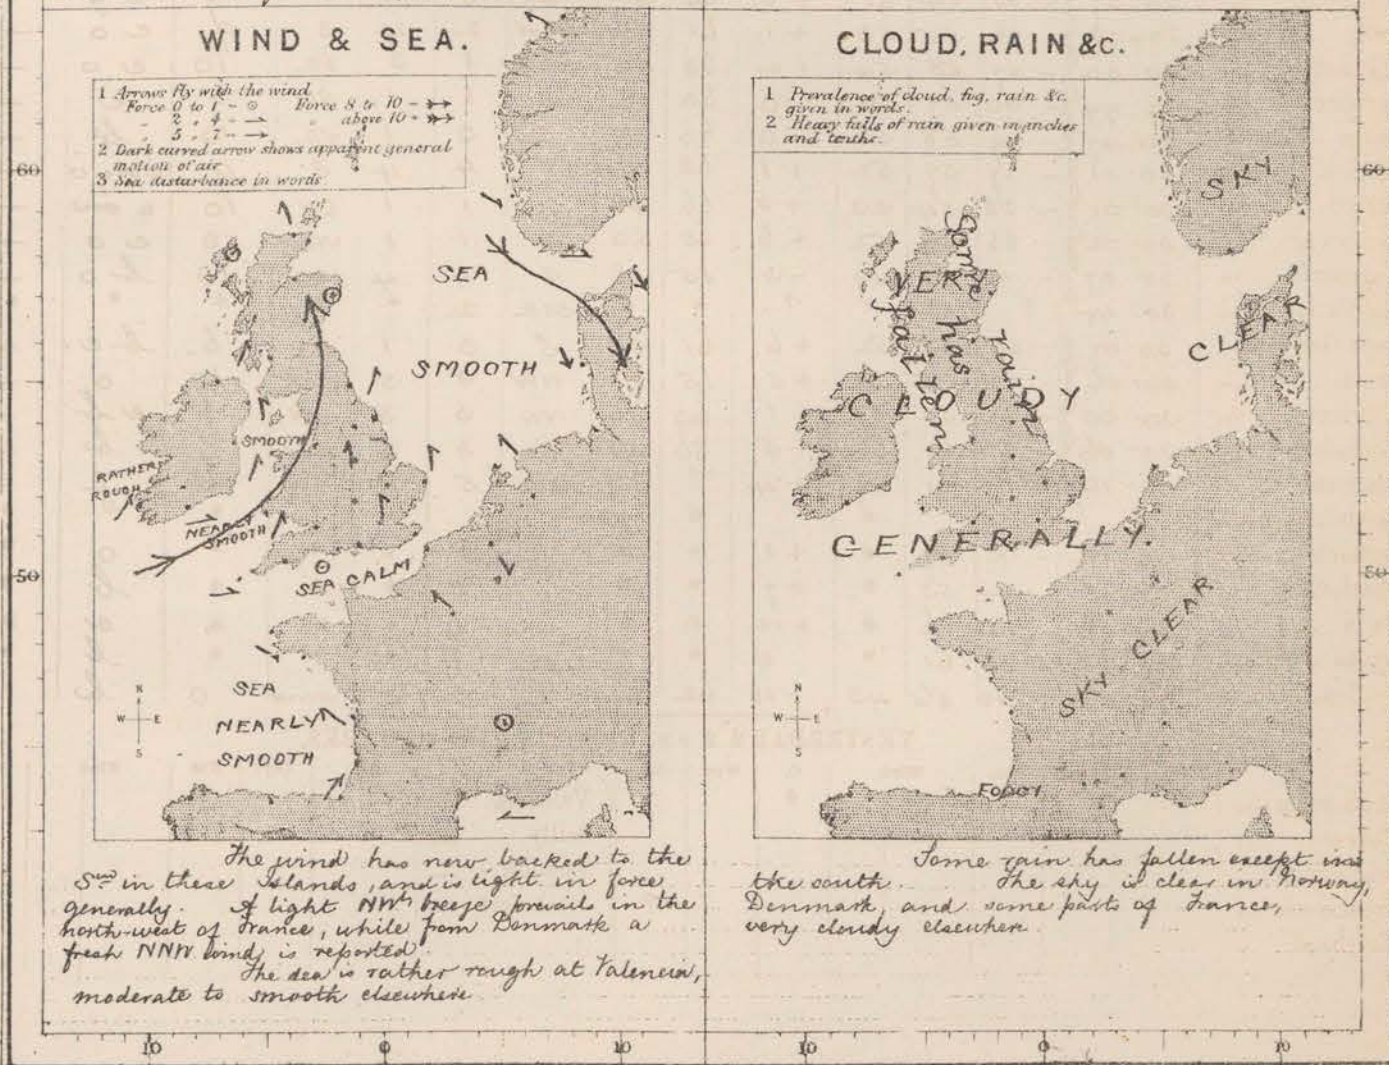 WIND & SEA.
1 Arrows fly with the wind
Force 0 to 1 - ⊙ Force 8 to 10 -
" 2 " 4 - " above 10 -
" 5 " 7 -
2 Dark curved arrow shows apparent general
motion of air
3 Sea disturbance in words
60
SEA
SMOOTH
SMOOTH
RATHER
ROUGH
NEARLY
SMOOTH
50
SEA CALM
SEA
NEARLY
SMOOTH
N
W E
S
The wind has now backed to the
Swd in these Islands, and is light in force
generally. A light NWly breeze prevails in the
north-west of France, while from Denmark a
fresh NNW wind is reported.
The sea is rather rough at Valencia,
moderate to smooth elsewhere
10 0 10
CLOUD, RAIN &c.
1 Prevalence of cloud, fog, rain &c.
given in words.
2 Heavy falls of rain given in inches
and tenths.
60
SKY
CLEAR
VERY
CLOUDY
GENERALLY.
Some rain
has
fallen
50
SKY CLEAR
FOGGY
N
W E
S
Some rain has fallen except in
the south. The sky is clear in Norway,
Denmark, and some parts of France,
very cloudy elsewhere
10 0 10